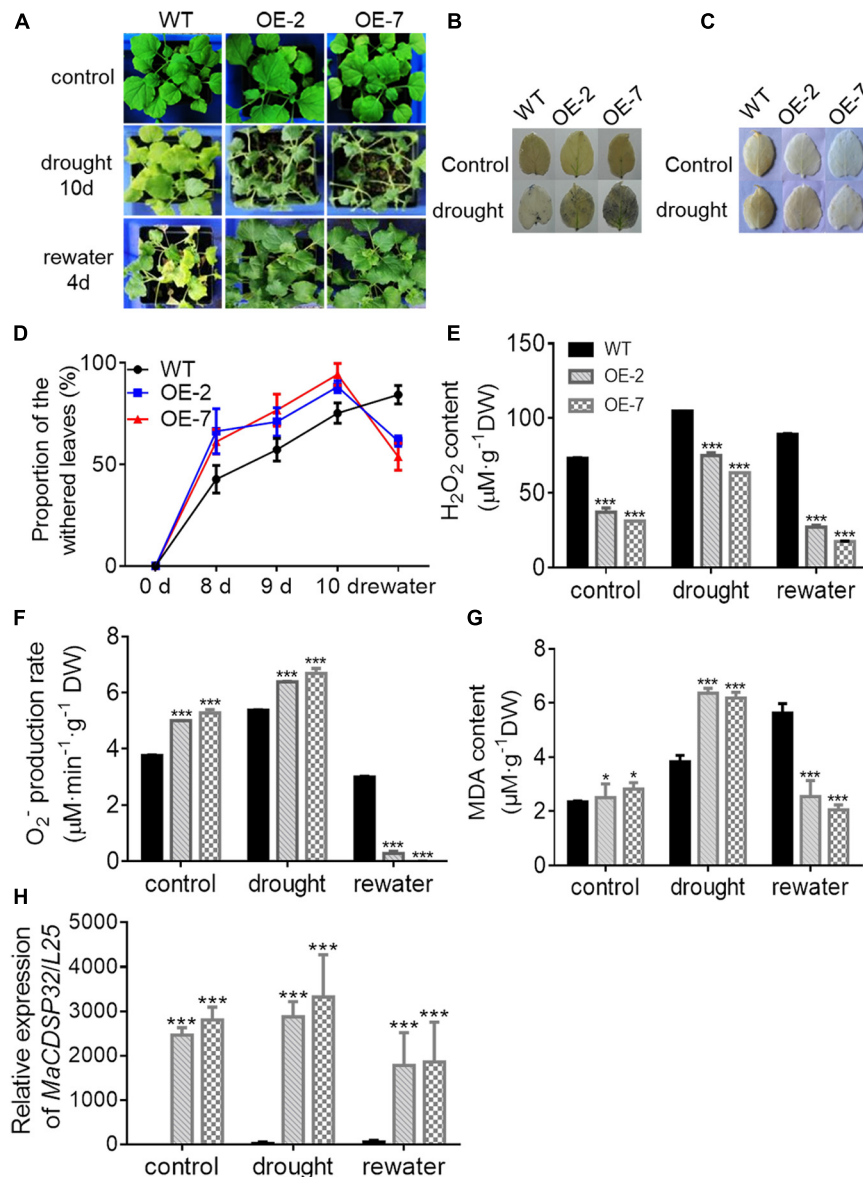 A
WT OE-2 OE-7
control
drought
10d
rewater
4d
B
WT OE-2 OE-7
Control
drought
C
WT OE-2 OE-7
Control
drought
D
Proportion of the
withered leaves (%)
100
50
0
WT
OE-2
OE-7
0 d 8 d 9 d 10 drewater
E
H₂O₂ content
(µM·g⁻¹DW)
150
100
50
0
WT
OE-2
OE-7
*** ***
*** ***
*** ***
control drought rewater
F
O₂⁻ production rate
(µM·min⁻¹·g⁻¹ DW)
8
6
4
2
0
*** ***
*** ***
*** ***
control drought rewater
G
MDA content
(µM·g⁻¹DW)
8
6
4
2
0
* *
*** ***
*** ***
control drought rewater
H
Relative expression
of MaCDSP32/L25
5000
4000
3000
2000
1000
0
*** ***
*** ***
*** ***
control drought rewater